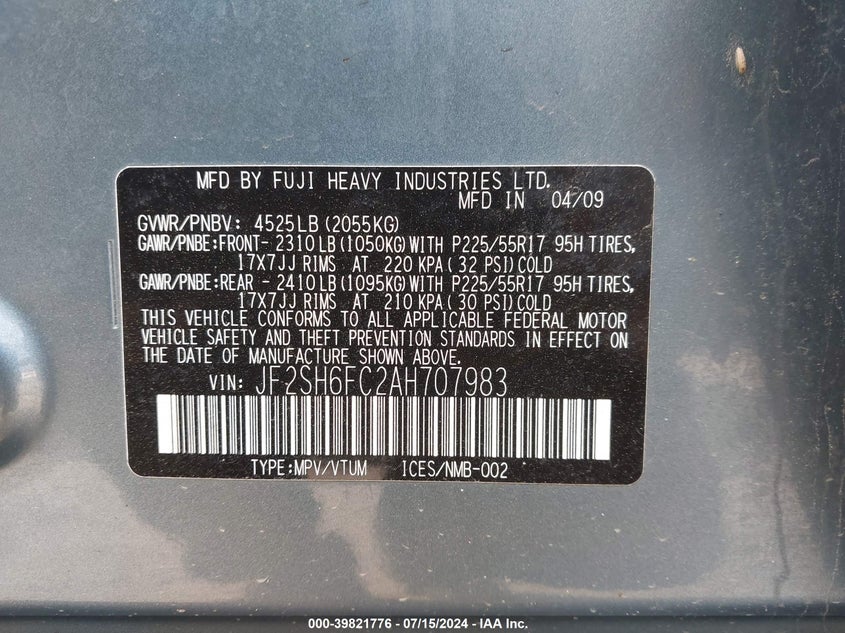 MFD BY FUJI HEAVY INDUSTRIES LTD.
MFD IN 04/09
GVWR/PNBV: 4525LB (2055KG)
GAWR/PNBE:FRONT- 2310LB (1050KG) WITH P225/55R17 95H TIRES,
17X7JJ RIMS AT 220 KPA ( 32 PSI) COLD
GAWR/PNBE:REAR - 2410LB (1095KG) WITH P225/55R17 95H TIRES,
17X7JJ RIMS AT 210 KPA ( 30 PSI) COLD
THIS VEHICLE CONFORMS TO ALL APPLICABLE FEDERAL MOTOR
VEHICLE SAFETY AND THEFT PREVENTION STANDARDS IN EFFECT ON
THE DATE OF MANUFACTURE SHOWN ABOVE.
VIN: JF2SH6FC2AH707983
TYPE:MPV/VTUM ICES/NMB-002
000-39821776 - 07/15/2024 - IAA Inc.